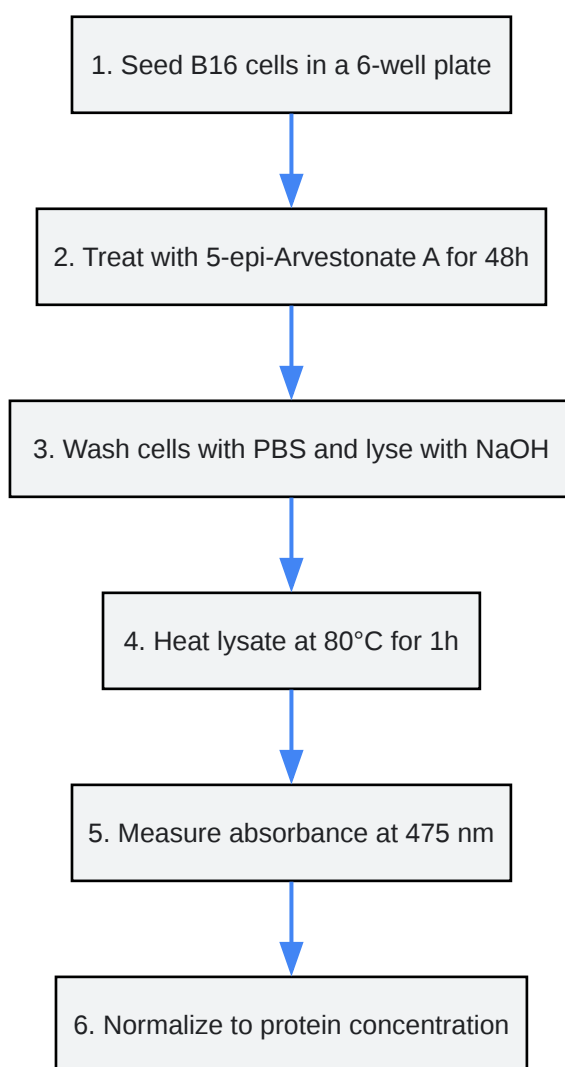 1. Seed B16 cells in a 6-well plate
2. Treat with 5-epi-Arvestonate A for 48h
3. Wash cells with PBS and lyse with NaOH
4. Heat lysate at 80°C for 1h
5. Measure absorbance at 475 nm
6. Normalize to protein concentration